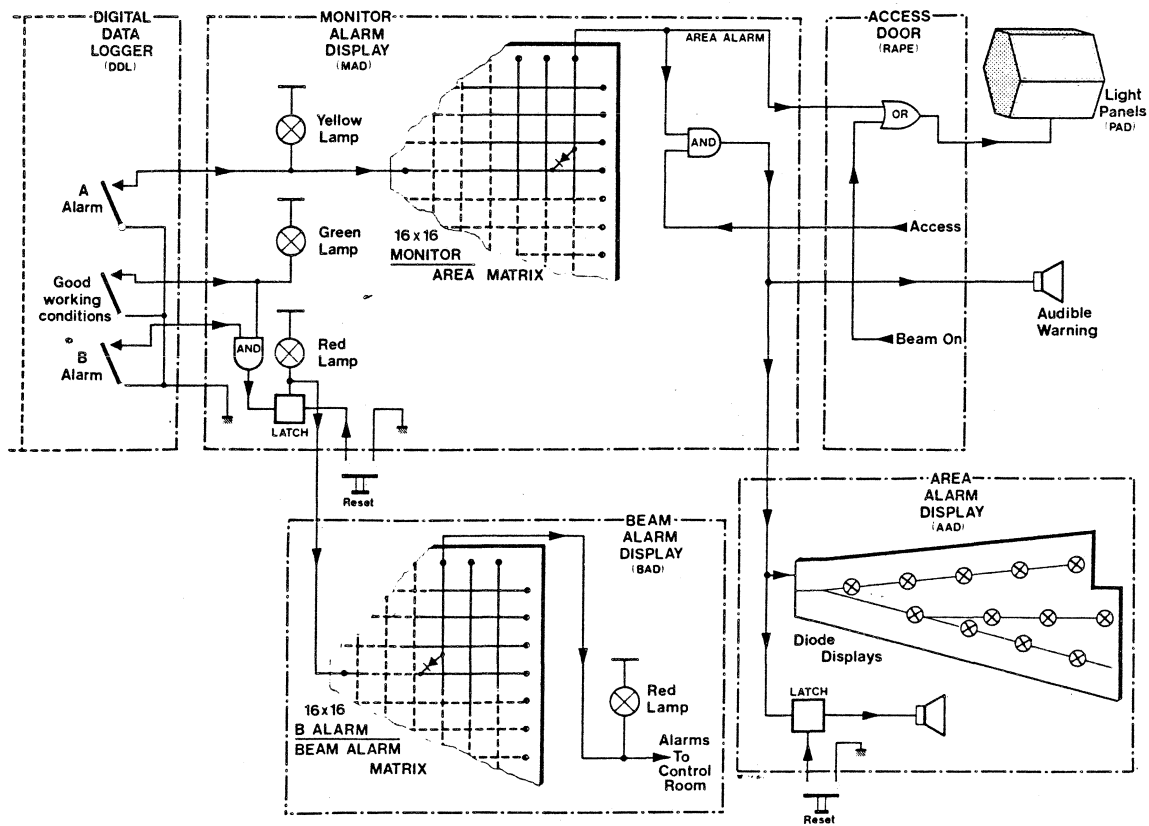 DIGITAL
DATA
LOGGER
(DDL)
MONITOR
ALARM
DISPLAY
(MAD)
AREA ALARM
ACCESS
DOOR
(RAPE)
Light
Panels
(PAD)
OR
AND
Yellow
Lamp
A
Alarm
Green
Lamp
16 x 16
MONITOR
AREA MATRIX
Access
Good
working
conditions
Audible
Warning
Red
Lamp
AND
Beam On
B
Alarm
LATCH
Reset
BEAM
ALARM
DISPLAY
(BAD)
AREA
ALARM
DISPLAY
(AAD)
Diode
Displays
16x16
B ALARM
BEAM ALARM
MATRIX
Red
Lamp
Alarms
To
Control
Room
LATCH
Reset